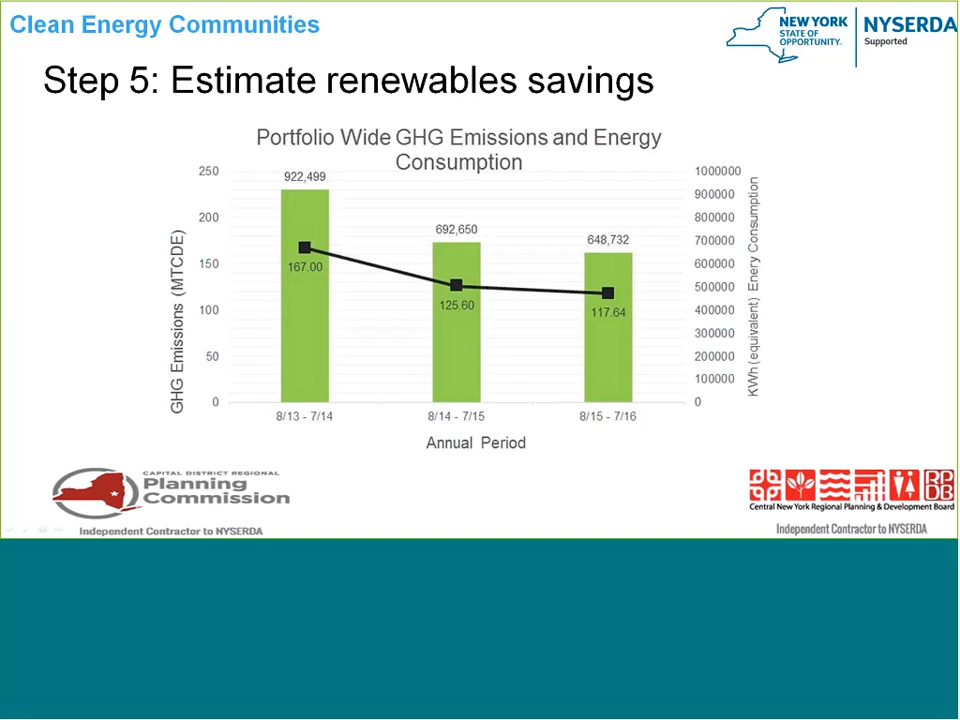 Clean Energy Communities
NEW YORK
STATE OF
OPPORTUNITY.
NYSERDA
Supported
Step 5: Estimate renewables savings
Portfolio Wide GHG Emissions and Energy
Consumption
GHG Emissions (MTCDE)
250
200
150
100
50
0
922,499
692,650
648,732
167.00
125.60
117.64
1000000
900000
800000
700000
600000
500000
400000
300000
200000
100000
0
KWh (equivalent) Enery Consumption
8/13 - 7/14
8/14 - 7/15
8/15 - 7/16
Annual Period
CAPITAL DISTRICT REGIONAL
Planning
Commission
Independent Contractor to NYSERDA
RP
DB
Central New York Regional Planning & Development Board
Independent Contractor to NYSERDA